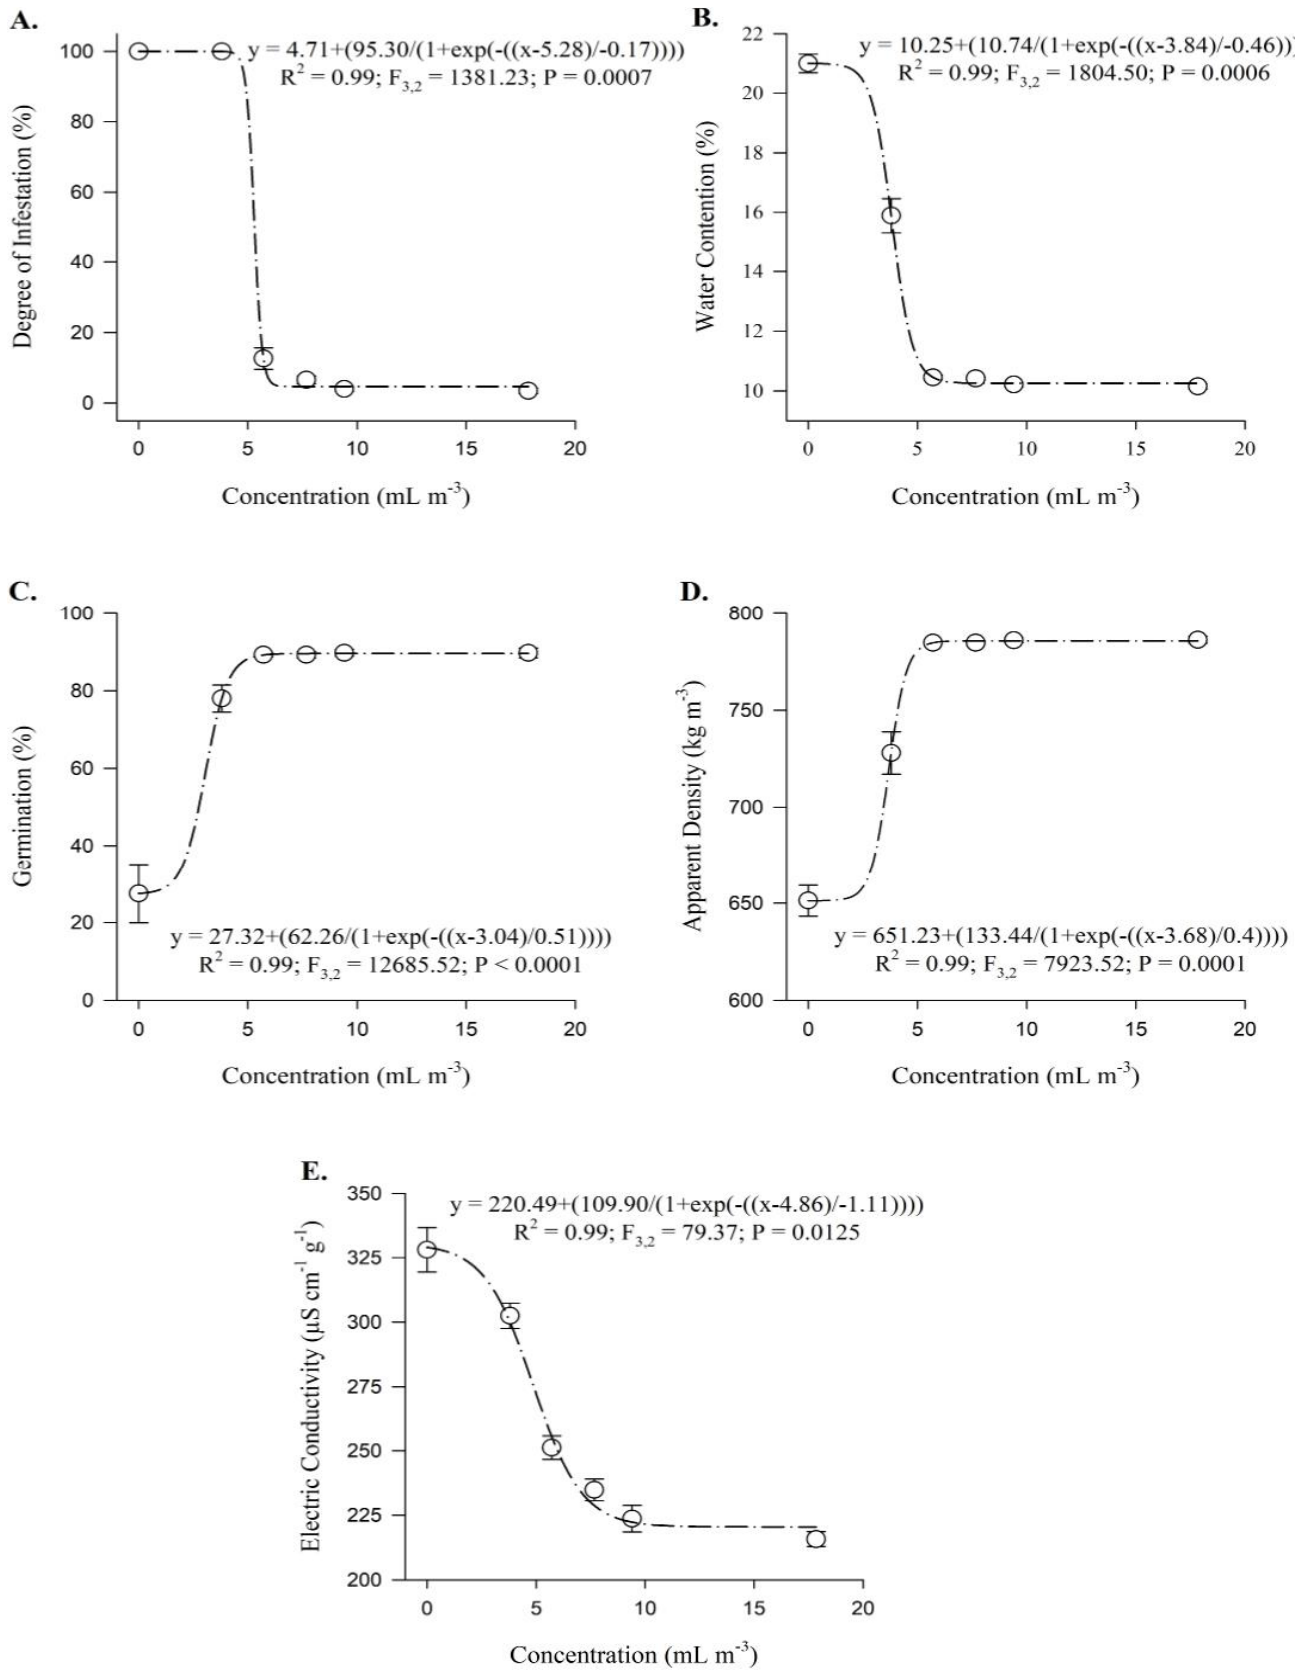 A.
y = 4.71+(95.30/(1+exp(-((x-5.28)/-0.17))))
R² = 0.99; F₃,₂ = 1381.23; P = 0.0007
100
80
60
40
20
0
Degree of Infestation (%)
0 5 10 15 20
Concentration (mL m⁻³)
B.
y = 10.25+(10.74/(1+exp(-((x-3.84)/-0.46))))
R² = 0.99; F₃,₂ = 1804.50; P = 0.0006
22
20
18
16
14
12
10
Water Contention (%)
0 5 10 15 20
Concentration (mL m⁻³)
C.
100
80
60
40
20
0
Germination (%)
y = 27.32+(62.26/(1+exp(-((x-3.04)/0.51))))
R² = 0.99; F₃,₂ = 12685.52; P < 0.0001
0 5 10 15 20
Concentration (mL m⁻³)
D.
800
750
700
650
600
Apparent Density (kg m⁻³)
y = 651.23+(133.44/(1+exp(-((x-3.68)/0.4))))
R² = 0.99; F₃,₂ = 7923.52; P = 0.0001
0 5 10 15 20
Concentration (mL m⁻³)
E.
y = 220.49+(109.90/(1+exp(-((x-4.86)/-1.11))))
R² = 0.99; F₃,₂ = 79.37; P = 0.0125
350
325
300
275
250
225
200
Electric Conductivity (µS cm⁻¹ g⁻¹)
0 5 10 15 20
Concentration (mL m⁻³)